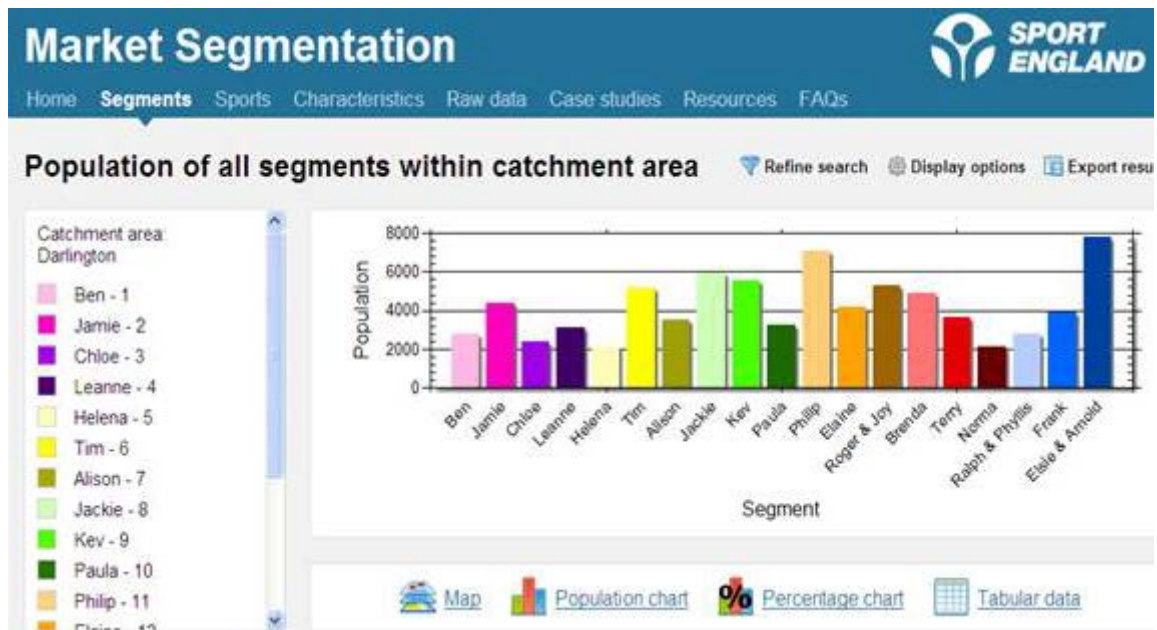 Market Segmentation
SPORT
ENGLAND
Home Segments Sports Characteristics Raw data Case studies Resources FAQs
Population of all segments within catchment area
Refine search Display options Export resu
Catchment area:
Darlington
Ben - 1
Jamie - 2
Chloe - 3
Leanne - 4
Helena - 5
Tim - 6
Alison - 7
Jackie - 8
Kev - 9
Paula - 10
Philip - 11
Elaine - 12
Population
8000
6000
4000
2000
0
Ben Jamie Chloe Leanne Helena Tim Alison Jackie Kev Paula Philip Elaine Roger & Joy Brenda Terry Norma Ralph & Phyllis Frank Elsie & Arnold
Segment
Map % Population chart Percentage chart Tabular data